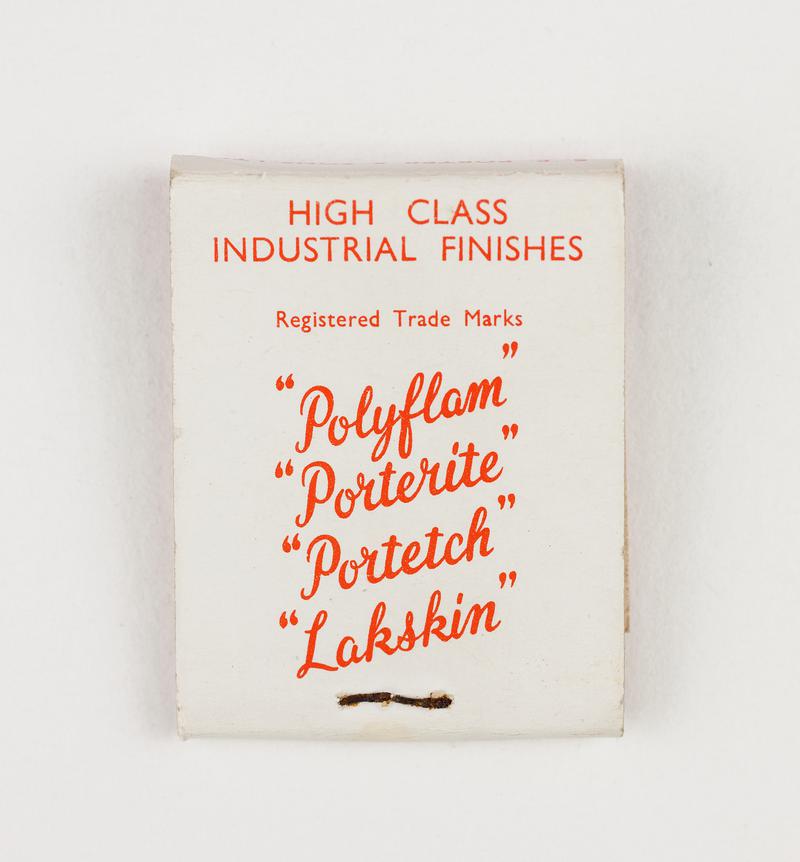 HIGH CLASS
INDUSTRIAL FINISHES
Registered Trade Marks
"Polyflam"
"Porterite"
"Portetch"
"Lakskin"